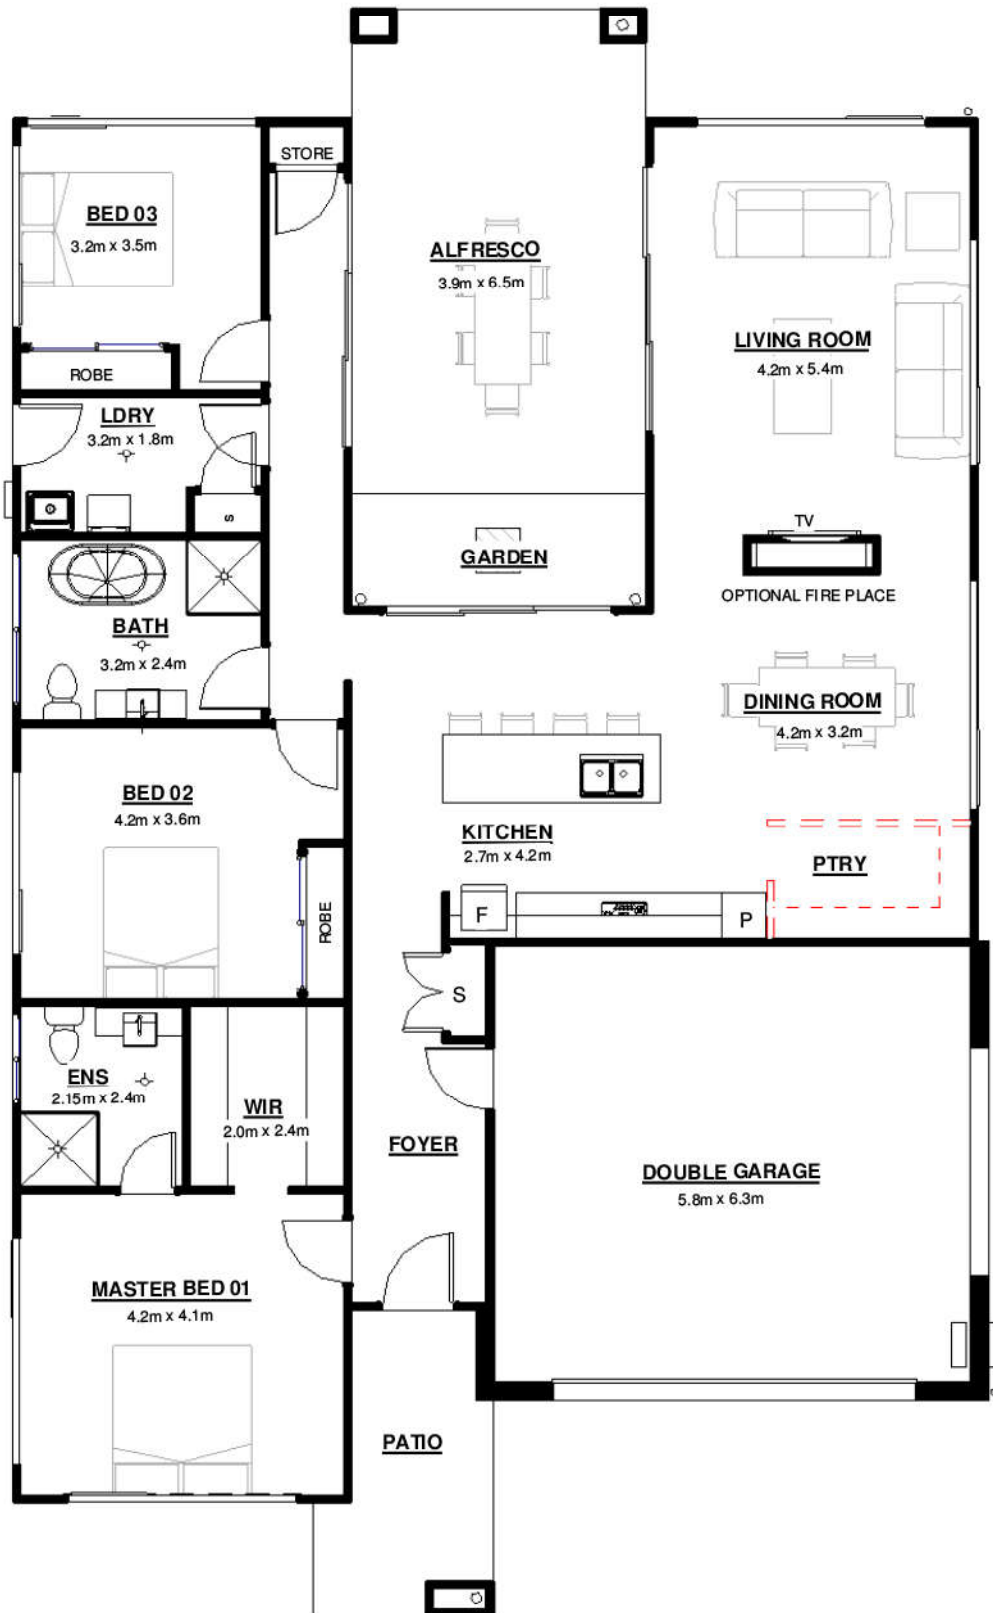 STORE
BED 03
3.2m x 3.5m
ALFRESCO
3.9m x 6.5m
LIVING ROOM
4.2m x 5.4m
ROBE
LDRY
3.2m x 1.8m
s
TV
GARDEN
OPTIONAL FIRE PLACE
BATH
3.2m x 2.4m
DINING ROOM
4.2m x 3.2m
BED 02
4.2m x 3.6m
KITCHEN
2.7m x 4.2m
PTRY
ROBE
F
P
S
ENS
2.15m x 2.4m
WIR
2.0m x 2.4m
FOYER
DOUBLE GARAGE
5.8m x 6.3m
MASTER BED 01
4.2m x 4.1m
PATIO